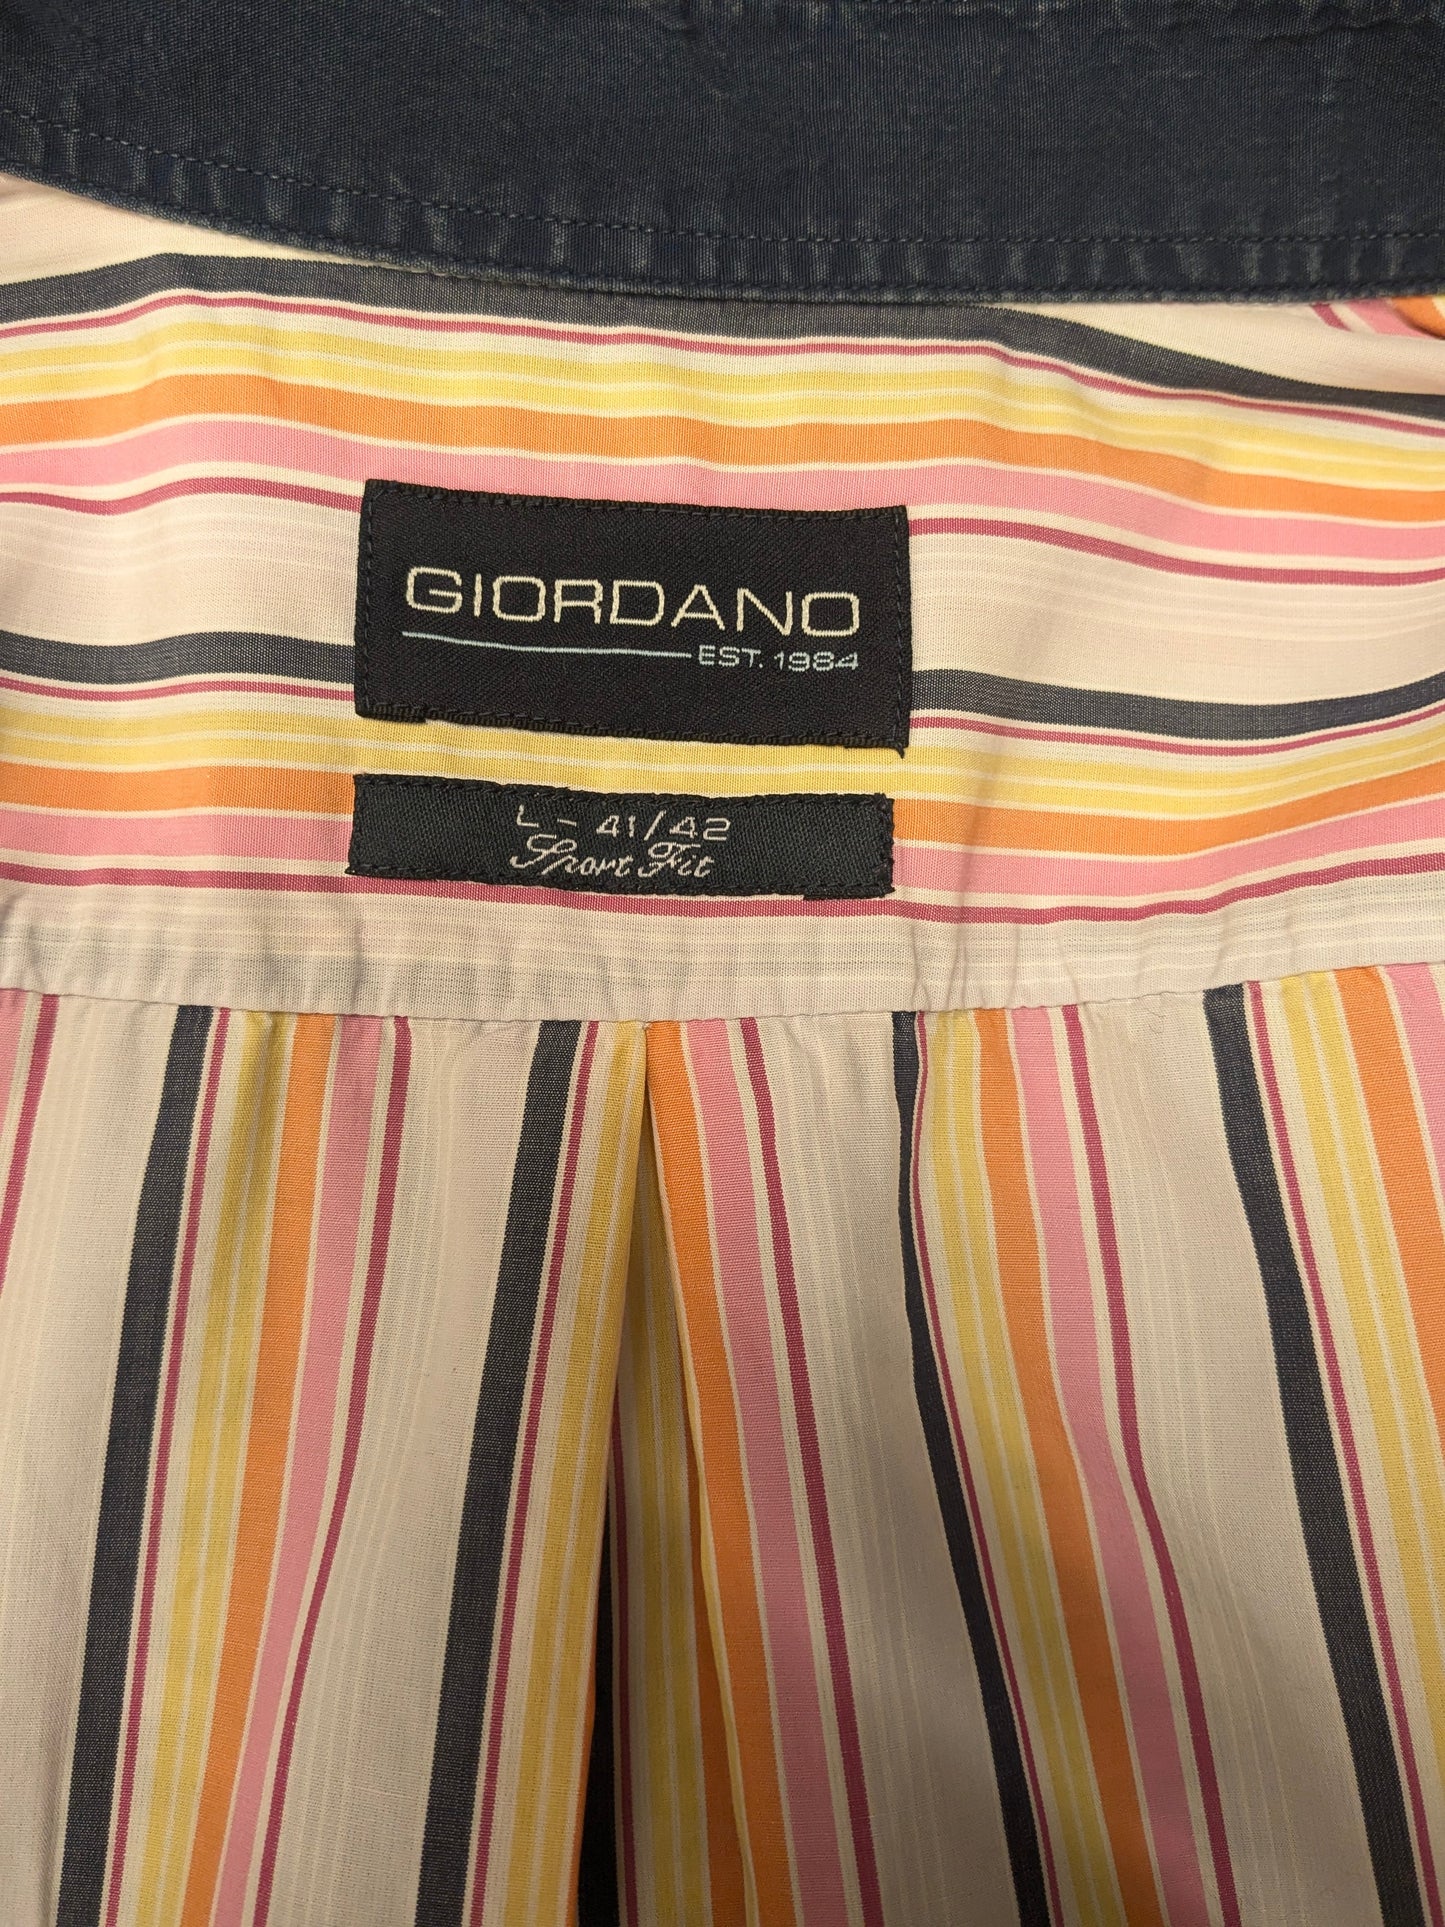 GIORDANO
EST. 1984
L - 41/42
Sport Fit